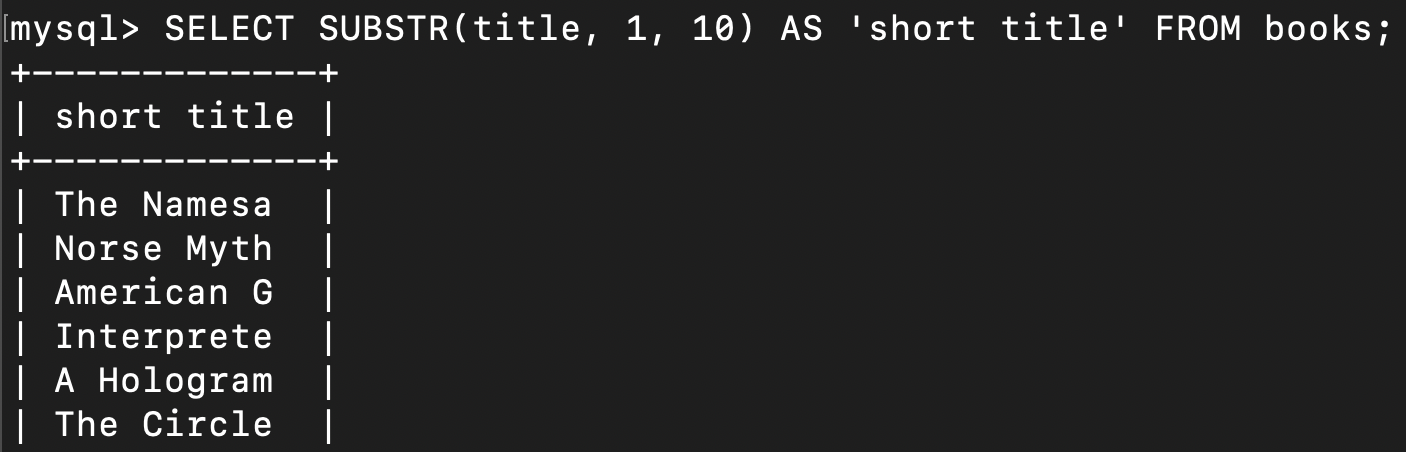 [mysql> SELECT SUBSTR(title, 1, 10) AS 'short title' FROM books;
+-------------+
| short title |
+-------------+
| The Namesa  |
| Norse Myth  |
| American G  |
| Interprete  |
| A Hologram  |
| The Circle  |